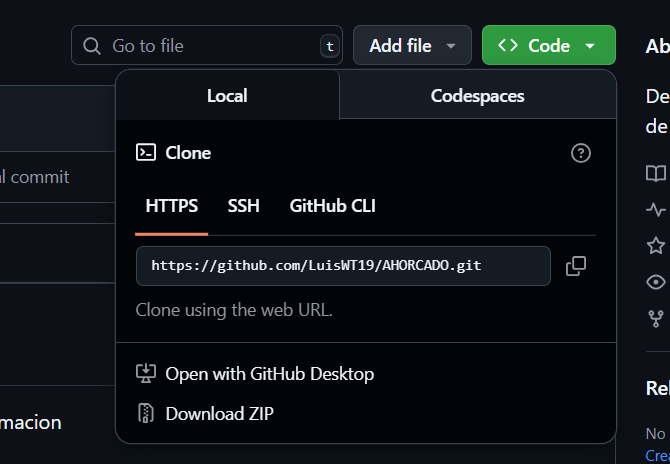 Go to file
t
Add file
Code
Ab
Local
Codespaces
De
de
Clone
l commit
HTTPS
SSH
GitHub CLI
https://github.com/LuisWT19/AHORCADO.git
Clone using the web URL.
Open with GitHub Desktop
Rel
Download ZIP
macion
No
Crea